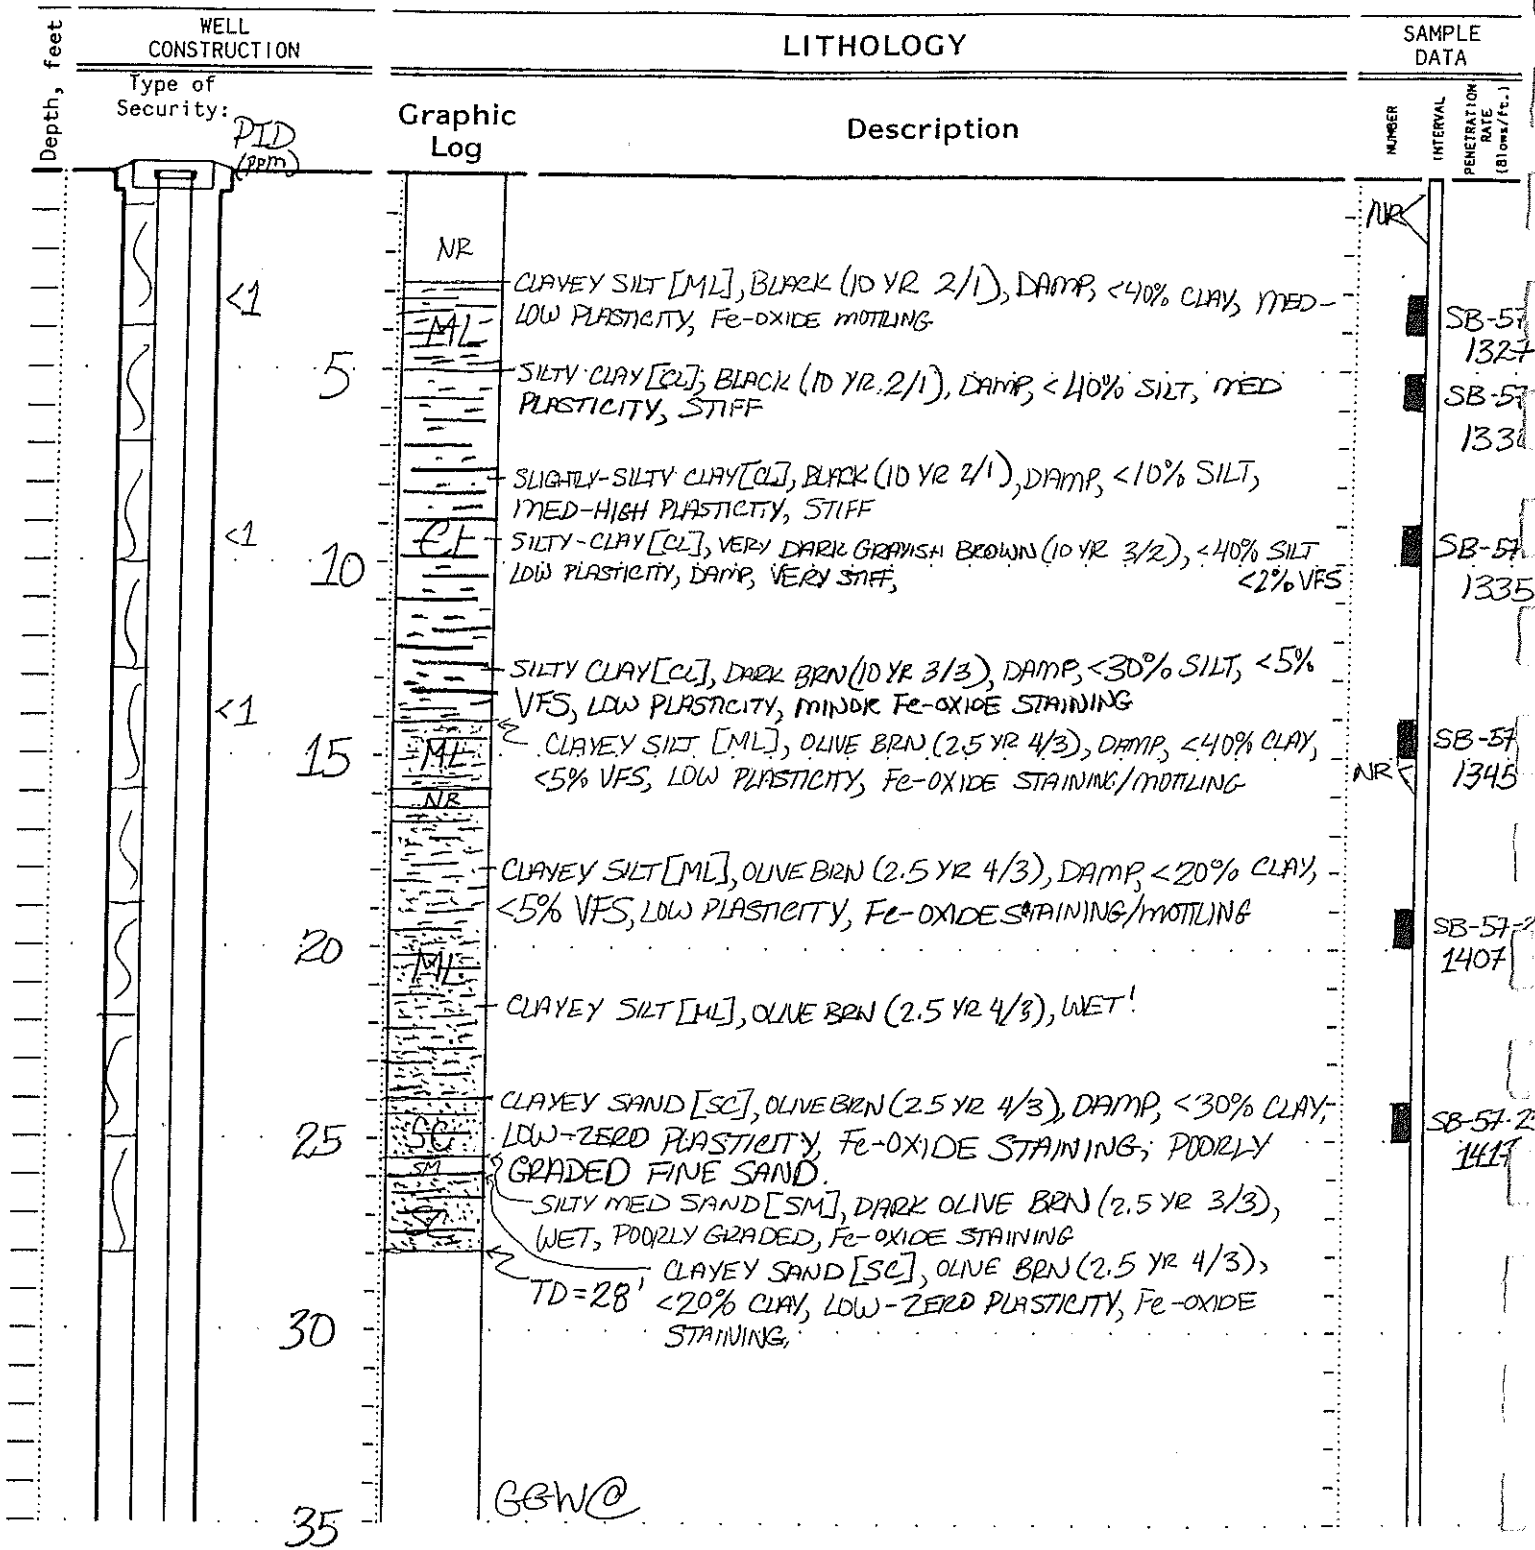 WELL CONSTRUCTION
LITHOLOGY
SAMPLE DATA
Depth, feet
Type of Security:
PID (ppm)
Graphic Log
Description
NUMBER
INTERVAL
PENETRATION RATE (Blows/ft.)
NR
NR
<1
CLAYEY SILT [ML], BLACK (10 YR 2/1), DAMP, <40% CLAY, MED-
LOW PLASTICITY, Fe-OXIDE MOTTLING
ML
SB-57
1327
5
SILTY CLAY [CL], BLACK (10 YR 2/1), DAMP, <40% SILT, MED
PLASTICITY, STIFF
SB-57
SLIGHTLY-SILTY CLAY [CL], BLACK (10 YR 2/1), DAMP, <10% SILT,
MED-HIGH PLASTICITY, STIFF
<1
CL
SILTY-CLAY [CL], VERY DARK GRAYISH BROWN (10 YR 3/2), <40% SILT
LOW PLASTICITY, DAMP, VERY STIFF, <2% VFS
SB-57
1335
10
SILTY CLAY [CL], DARK BRN (10 YR 3/3), DAMP, <30% SILT, <5%
VFS, LOW PLASTICITY, MINOR Fe-OXIDE STAINING
<1
CLAYEY SILT [ML], OLIVE BRN (2.5 YR 4/3), DAMP, <40% CLAY,
<5% VFS, LOW PLASTICITY, Fe-OXIDE STAINING/MOTTLING
15
ML
NR
SB-57
1345
NR
CLAYEY SILT [ML], OLIVE BRN (2.5 YR 4/3), DAMP, <20% CLAY,
<5% VFS, LOW PLASTICITY, Fe-OXIDE STAINING/MOTTLING
20
ML
SB-57-2
1407
CLAYEY SILT [ML], OLIVE BRN (2.5 YR 4/3), WET!
CLAYEY SAND [SC], OLIVE BRN (2.5 YR 4/3), DAMP, <30% CLAY,
LOW-ZERO PLASTICITY, Fe-OXIDE STAINING; POORLY
GRADED FINE SAND.
25
SC
SM
SB-57-2
1417
SILTY MED SAND [SM], DARK OLIVE BRN (2.5 YR 3/3),
WET, POORLY GRADED, Fe-OXIDE STAINING
SC
CLAYEY SAND [SC], OLIVE BRN (2.5 YR 4/3),
<20% CLAY, LOW-ZERO PLASTICITY, Fe-OXIDE
STAINING,
TD=28'
30
GGW@
35